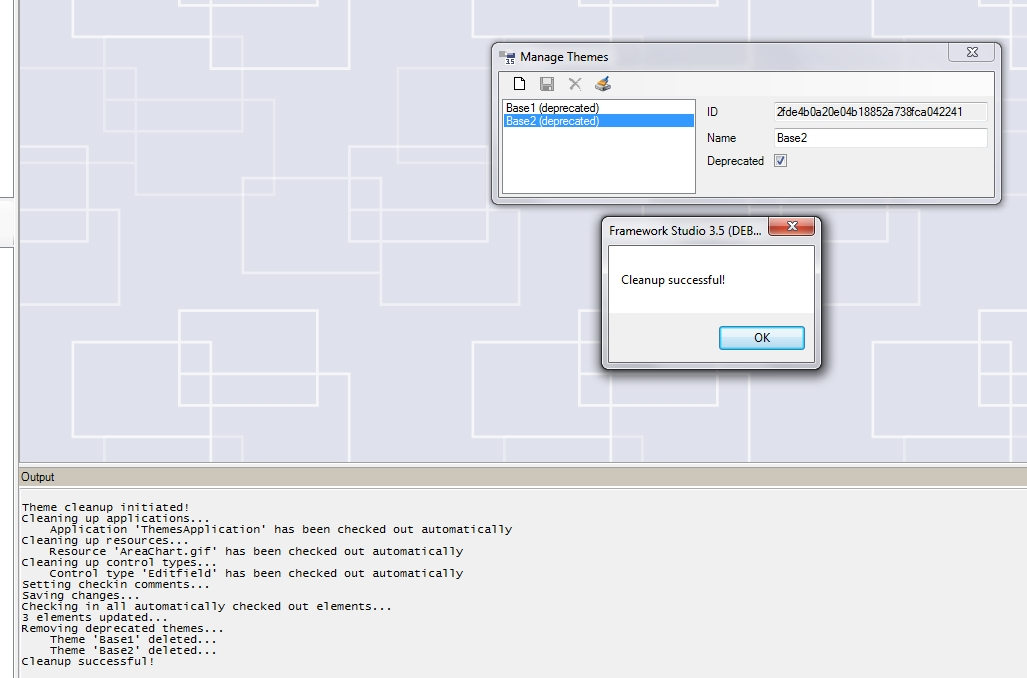 Manage Themes
Base1 (deprecated)
Base2 (deprecated)
ID
2fde4b0a20e04b18852a738fca042241
Name
Base2
Deprecated
Framework Studio 3.5 (DEB...
Cleanup successful!
OK
Output
Theme cleanup initiated!
Cleaning up applications...
Application 'ThemesApplication' has been checked out automatically
Cleaning up resources...
Resource 'AreaChart.gif' has been checked out automatically
Cleaning up control types...
Control type 'Editfield' has been checked out automatically
Setting checkin comments...
Saving changes...
Checking in all automatically checked out elements...
3 elements updated...
Removing deprecated themes...
Theme 'Base1' deleted...
Theme 'Base2' deleted...
Cleanup successful!